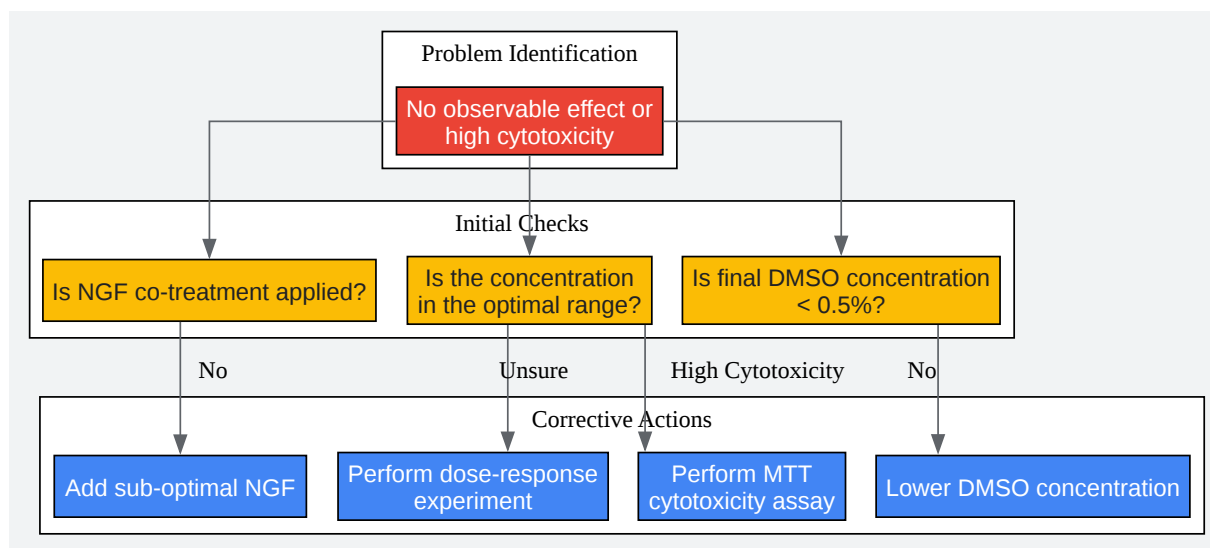 Problem Identification
No observable effect or
high cytotoxicity
Initial Checks
Is NGF co-treatment applied?
Is the concentration
in the optimal range?
Is final DMSO concentration
< 0.5%?
No
Unsure
High Cytotoxicity
No
Corrective Actions
Add sub-optimal NGF
Perform dose-response
experiment
Perform MTT
cytotoxicity assay
Lower DMSO concentration